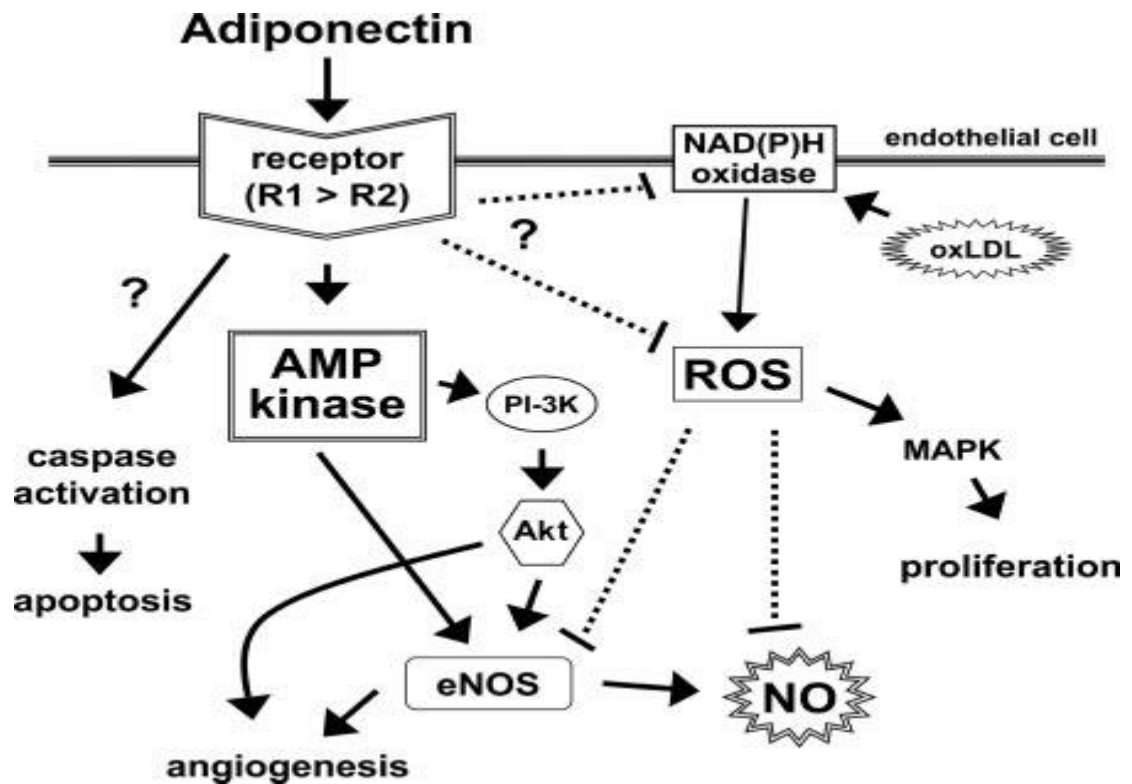 Adiponectin
receptor
(R1 > R2)
NAD(P)H
oxidase
endothelial cell
oxLDL
?
?
AMP
kinase
PI-3K
ROS
caspase
activation
MAPK
Akt
apoptosis
proliferation
eNOS
NO
angiogenesis